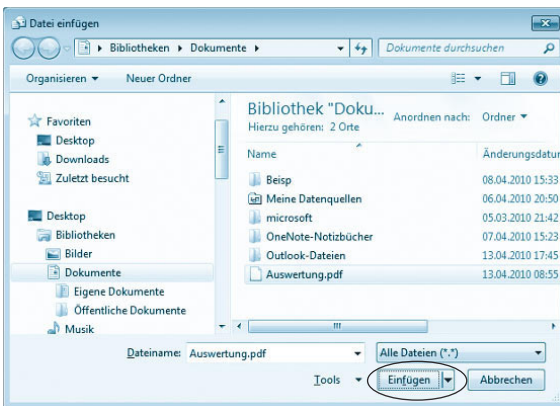 Datei einfügen
Bibliotheken Dokumente
Dokumente durchsuchen
Organisieren Neuer Ordner
Favoriten
Desktop
Downloads
Zuletzt besucht
Desktop
Bibliotheken
Bilder
Dokumente
Eigene Dokumente
Öffentliche Dokumente
Musik
Bibliothek "Doku...
Hierzu gehören: 2 Orte
Anordnen nach: Ordner
Name Änderungsdatur
Beisp 08.04.2010 15:33
Meine Datenquellen 06.04.2010 20:50
microsoft 05.03.2010 21:42
OneNote-Notizbücher 07.04.2010 15:23
Outlook-Dateien 13.04.2010 17:45
Auswertung.pdf 13.04.2010 08:55
Dateiname: Auswertung.pdf Alle Dateien (*.*)
Tools Einfügen Abbrechen